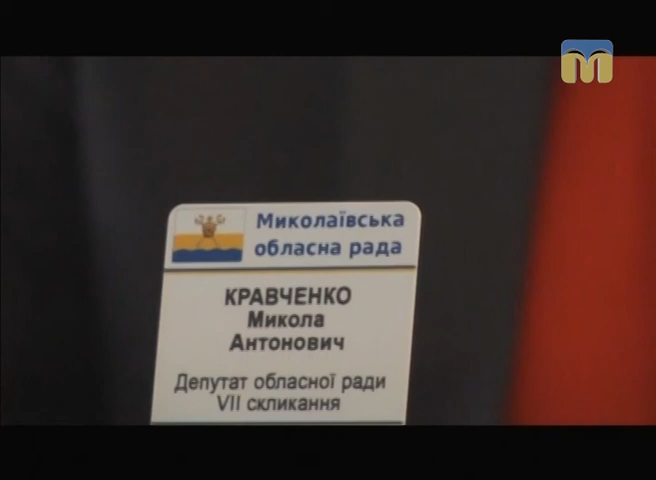 Миколаївська
обласна рада
КРАВЧЕНКО
Микола
Антонович
Депутат обласної ради
VII скликання